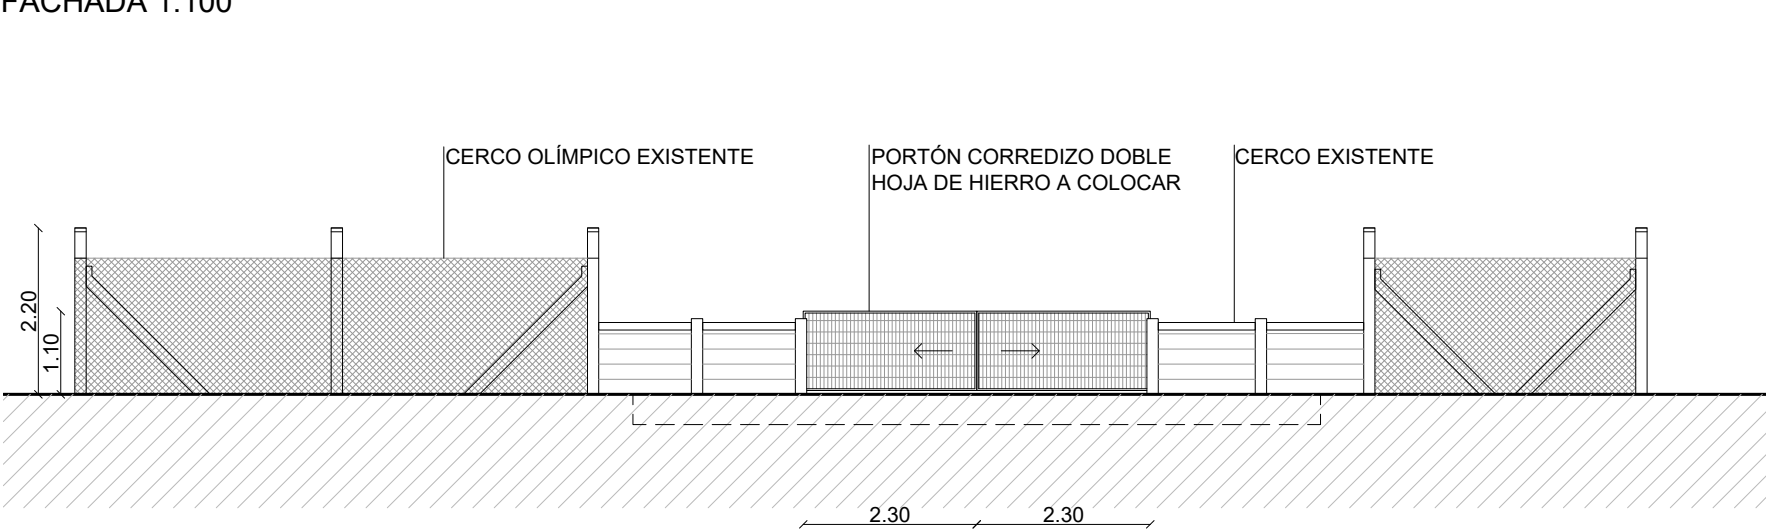 FACHADA 1:100
CERCO OLÍMPICO EXISTENTE
PORTÓN CORREDIZO DOBLE
HOJA DE HIERRO A COLOCAR
CERCO EXISTENTE
2.20
1.10
2.30
2.30